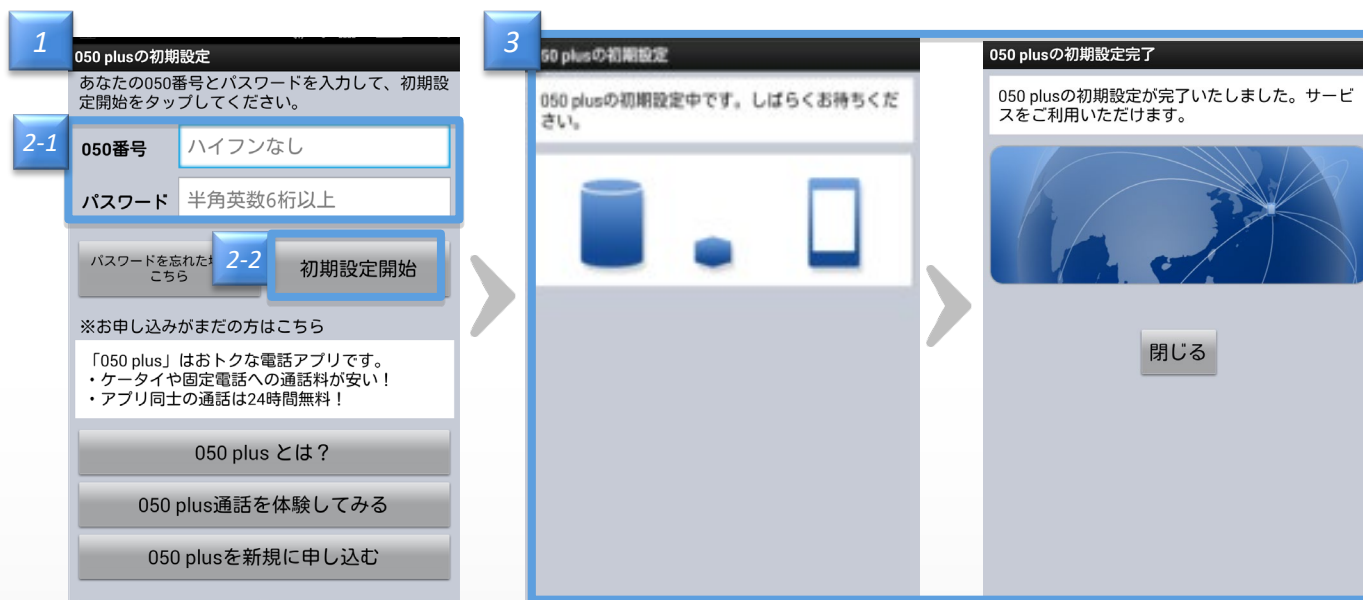 1
050 plusの初期設定
あなたの050番号とパスワードを入力して、初期設
定開始をタップしてください。
2-1
050番号
ハイフンなし
パスワード
半角英数6桁以上
パスワードを忘れた
こちら
2-2
初期設定開始
※お申し込みがまだの方はこちら
「050 plus」はおトクな電話アプリです。
・ケータイや固定電話への通話料が安い！
・アプリ同士の通話は24時間無料！
050 plus とは？
050 plus通話を体験してみる
050 plusを新規に申し込む
3
50 plusの初期設定
050 plusの初期設定中です。しばらくお待ちくだ
さい。
050 plusの初期設定完了
050 plusの初期設定が完了いたしました。サービ
スをご利用いただけます。
閉じる